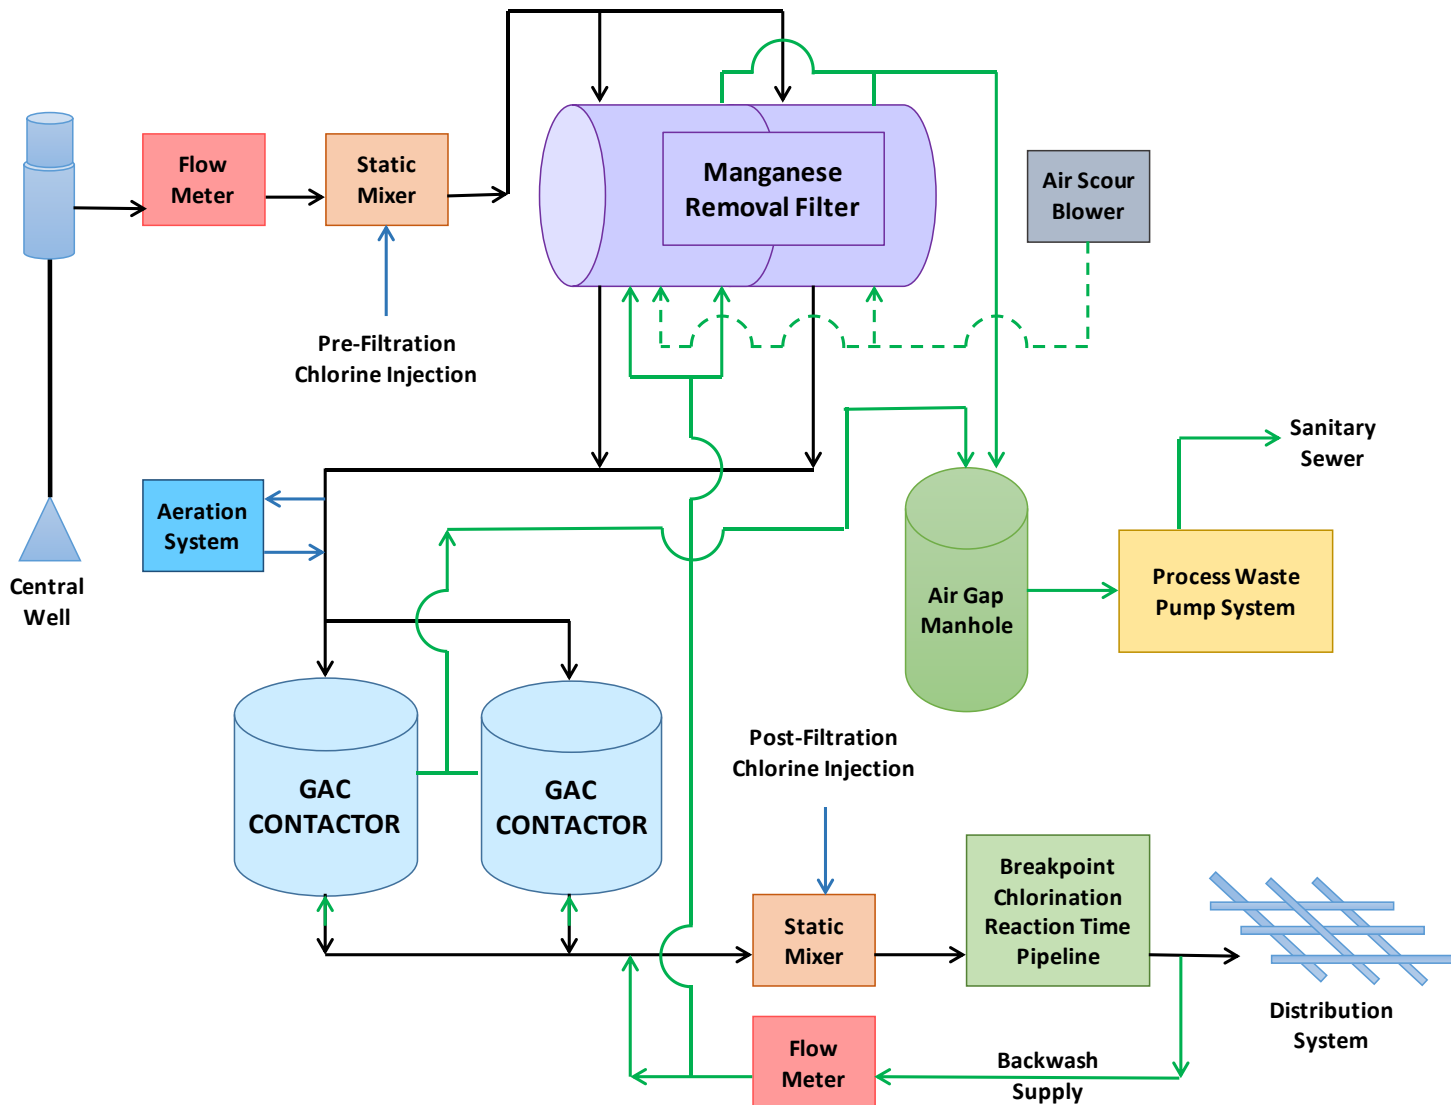 Flow
Meter
Static
Mixer
Manganese
Removal Filter
Air Scour
Blower
Pre-Filtration
Chlorine Injection
Sanitary
Sewer
Aeration
System
Central
Well
Air Gap
Manhole
Process Waste
Pump System
GAC
CONTACTOR
GAC
CONTACTOR
Post-Filtration
Chlorine Injection
Static
Mixer
Breakpoint
Chlorination
Reaction Time
Pipeline
Distribution
System
Flow
Meter
Backwash
Supply